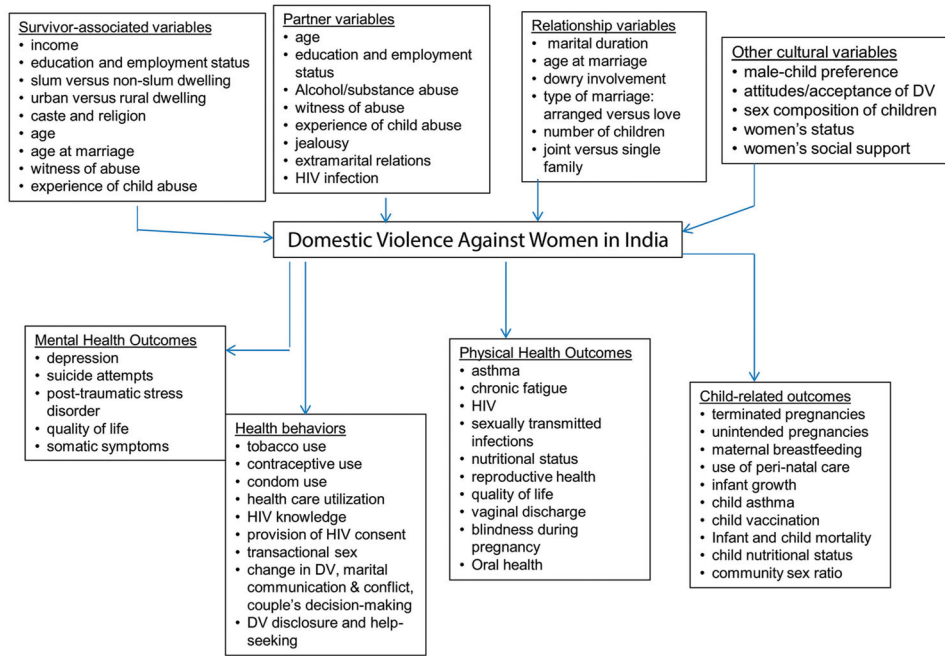 Survivor-associated variables
• income
• education and employment status
• slum versus non-slum dwelling
• urban versus rural dwelling
• caste and religion
• age
• age at marriage
• witness of abuse
• experience of child abuse
Partner variables
• age
• education and employment
status
• Alcohol/substance abuse
• witness of abuse
• experience of child abuse
• jealousy
• extramarital relations
• HIV infection
Relationship variables
• marital duration
• age at marriage
• dowry involvement
• type of marriage:
arranged versus love
• number of children
• joint versus single
family
Other cultural variables
• male-child preference
• attitudes/acceptance of DV
• sex composition of children
• women's status
• women's social support
Domestic Violence Against Women in India
Mental Health Outcomes
• depression
• suicide attempts
• post-traumatic stress
disorder
• quality of life
• somatic symptoms
Health behaviors
• tobacco use
• contraceptive use
• condom use
• health care utilization
• HIV knowledge
• provision of HIV consent
• transactional sex
• change in DV, marital
communication & conflict,
couple's decision-making
• DV disclosure and help-
seeking
Physical Health Outcomes
• asthma
• chronic fatigue
• HIV
• sexually transmitted
infections
• nutritional status
• reproductive health
• quality of life
• vaginal discharge
• blindness during
pregnancy
• Oral health
Child-related outcomes
• terminated pregnancies
• unintended pregnancies
• maternal breastfeeding
• use of peri-natal care
• infant growth
• child asthma
• child vaccination
• Infant and child mortality
• child nutritional status
• community sex ratio